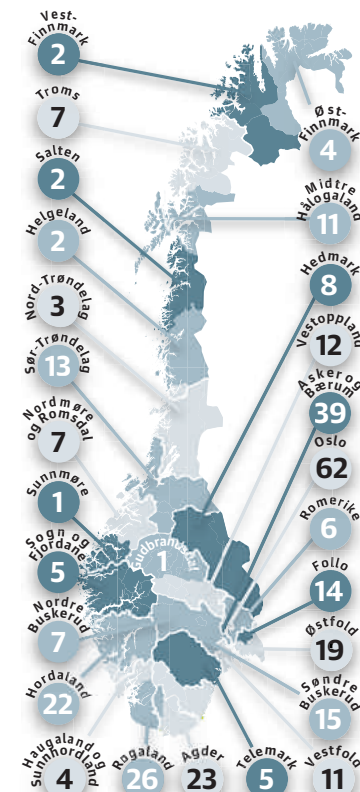 Vest-
Finnmark
2
Troms
7
Salten
2
Helgeland
2
Nord-Trøndelag
3
Sør-Trøndelag
13
Nordmøre
og Romsdal
7
Sunnmøre
1
Sogn og
Fjordane
5
Nordre
Buskerud
7
Hordaland
22
Haugaland og
Sunnhordland
4
Rogaland
26
Agder
23
Telemark
5
Vestfold
11
Øst-
Finnmark
4
Midtre
Hålogaland
11
Hedmark
8
Vestoppland
12
Asker og
Bærum
39
Oslo
62
Romerike
6
Follo
14
Østfold
19
Søndre
Buskerud
15
Gudbrandsdal
1